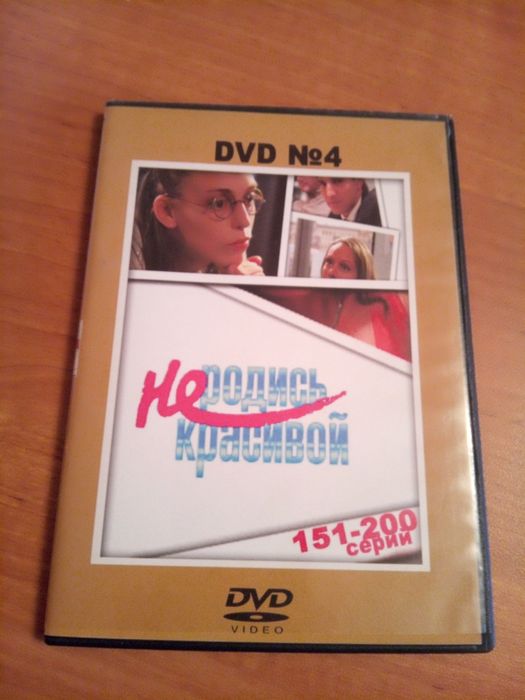 DVD №4
Не родись
красивой
151-200
серии
DVD
VIDEO